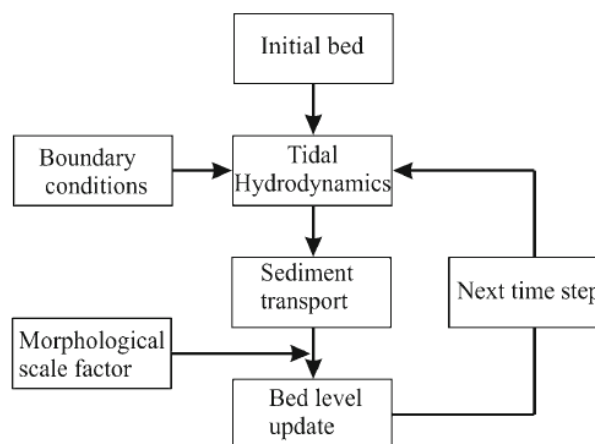 Initial bed
Boundary
conditions
Tidal
Hydrodynamics
Sediment
transport
Next time step
Morphological
scale factor
Bed level
update